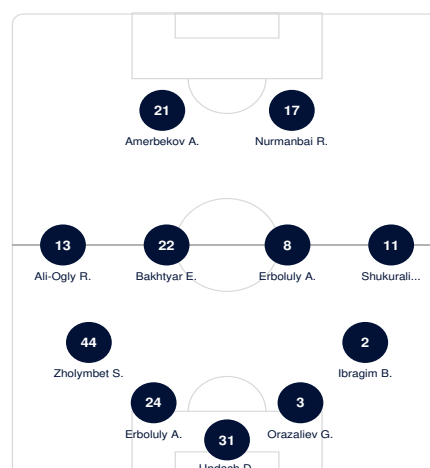 21 17
Amerbekov A. Nurmanbai R.
13 22 8 11
Ali-Ogly R. Bakhtyar E. Erboluly A. Shukurali...
44 2
Zholymbet S. Ibragim B.
24 3
Erboluly A. Orazaliev G.
31